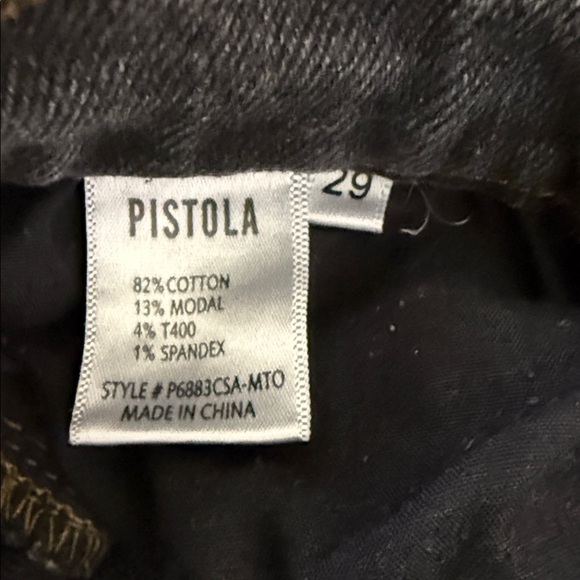 PISTOLA
29
82% COTTON
13% MODAL
4% T400
1% SPANDEX
STYLE # P6883CSA-MTO
MADE IN CHINA